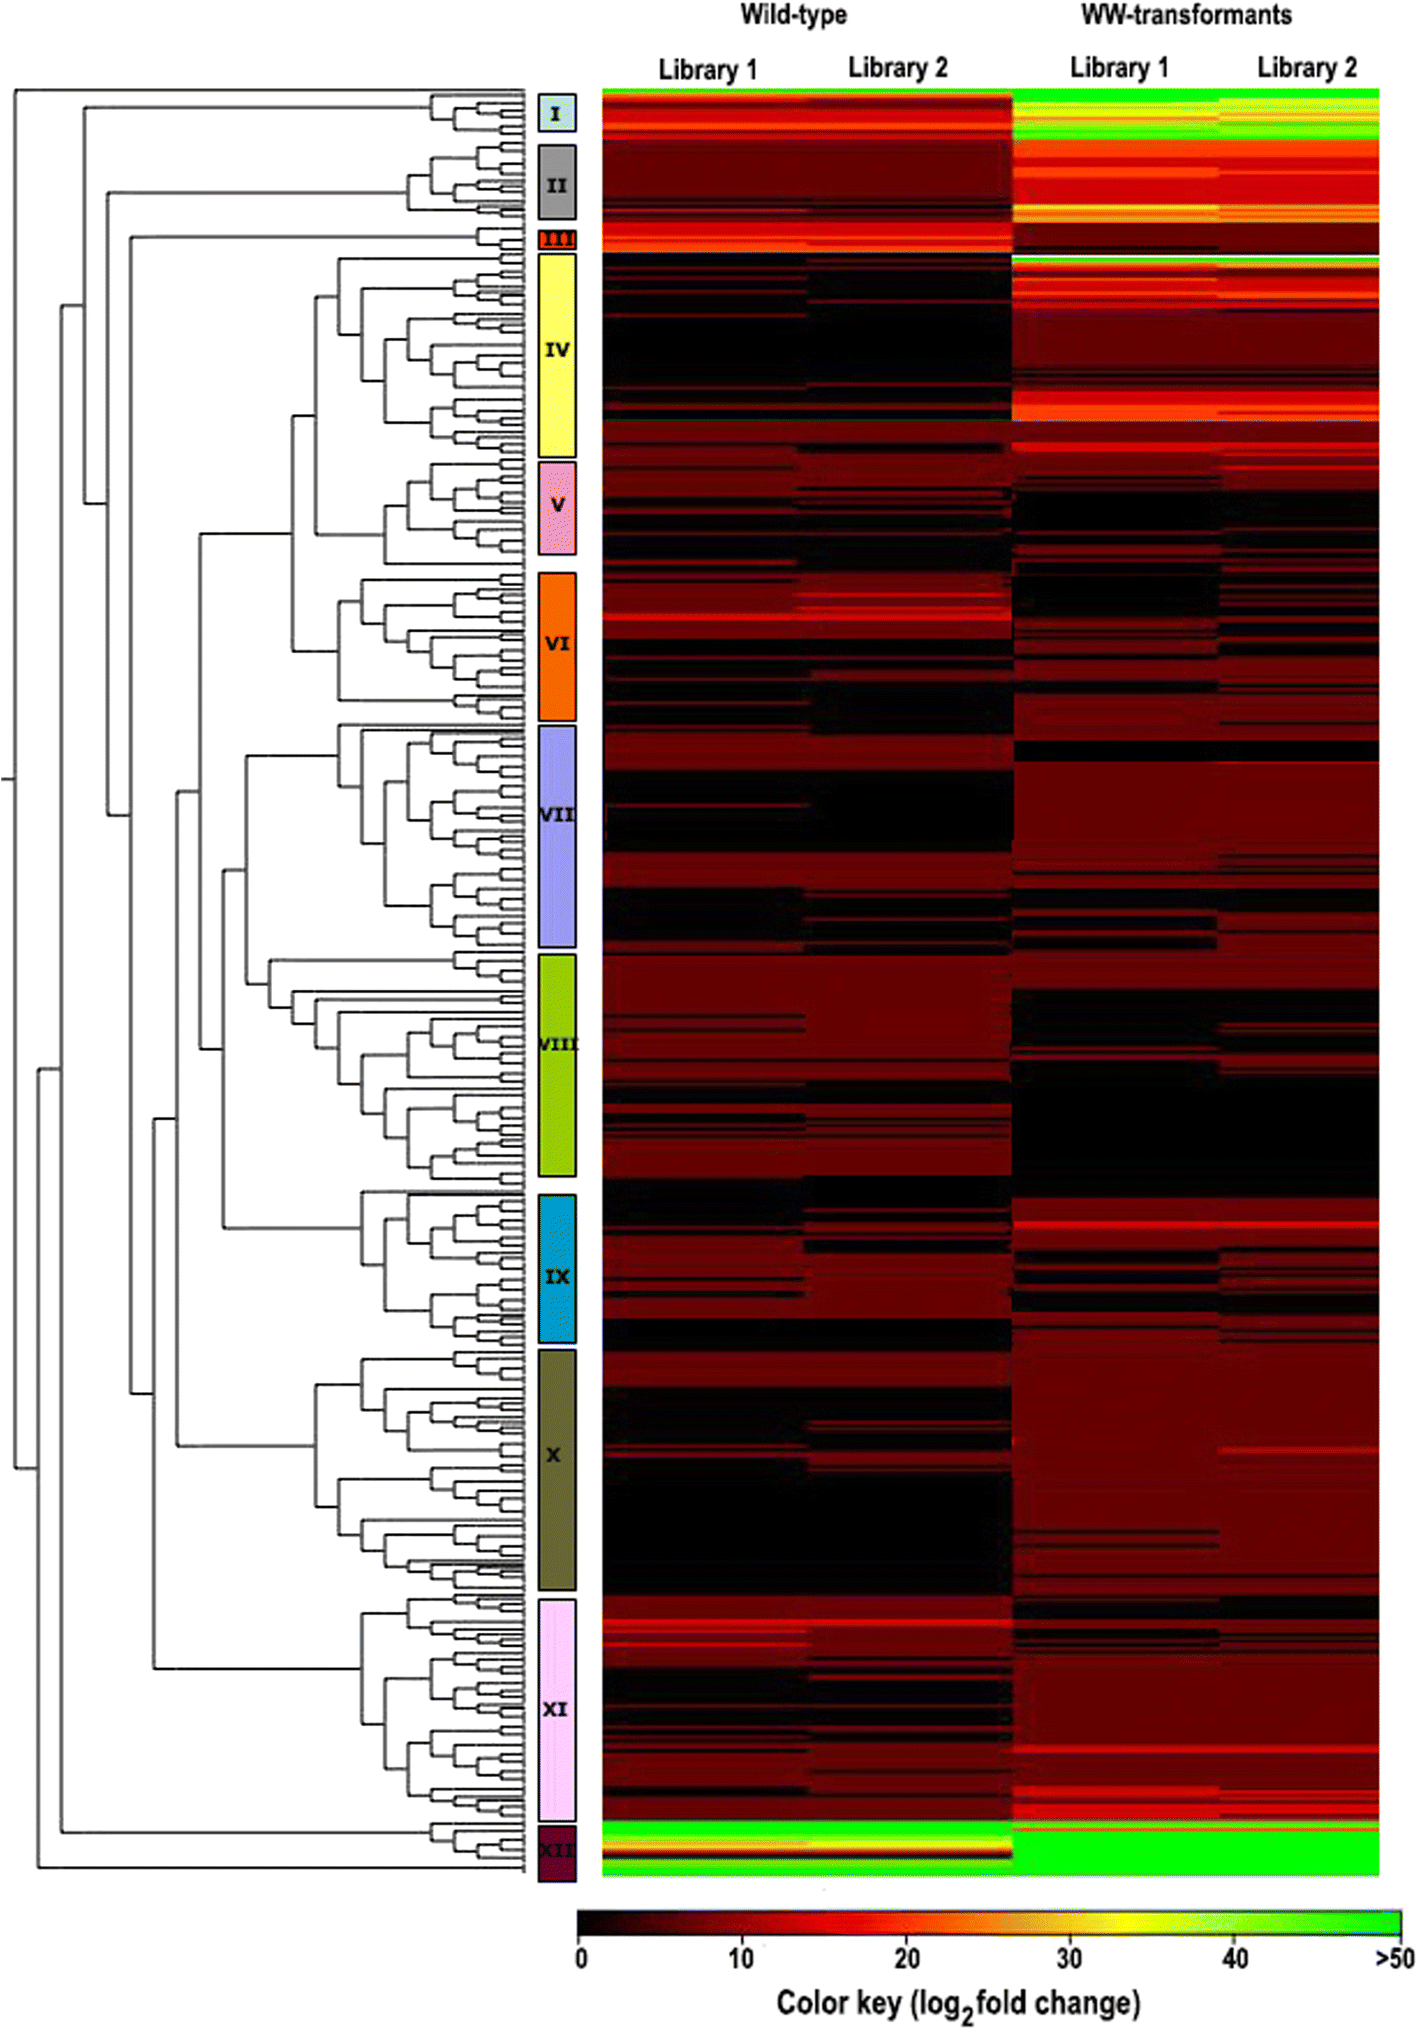 Wild-type WW-transformants
Library 1 Library 2 Library 1 Library 2
I
II
III
IV
V
VI
VII
VIII
IX
X
XI
XII
0 10 20 30 40 >50
Color key (log2fold change)